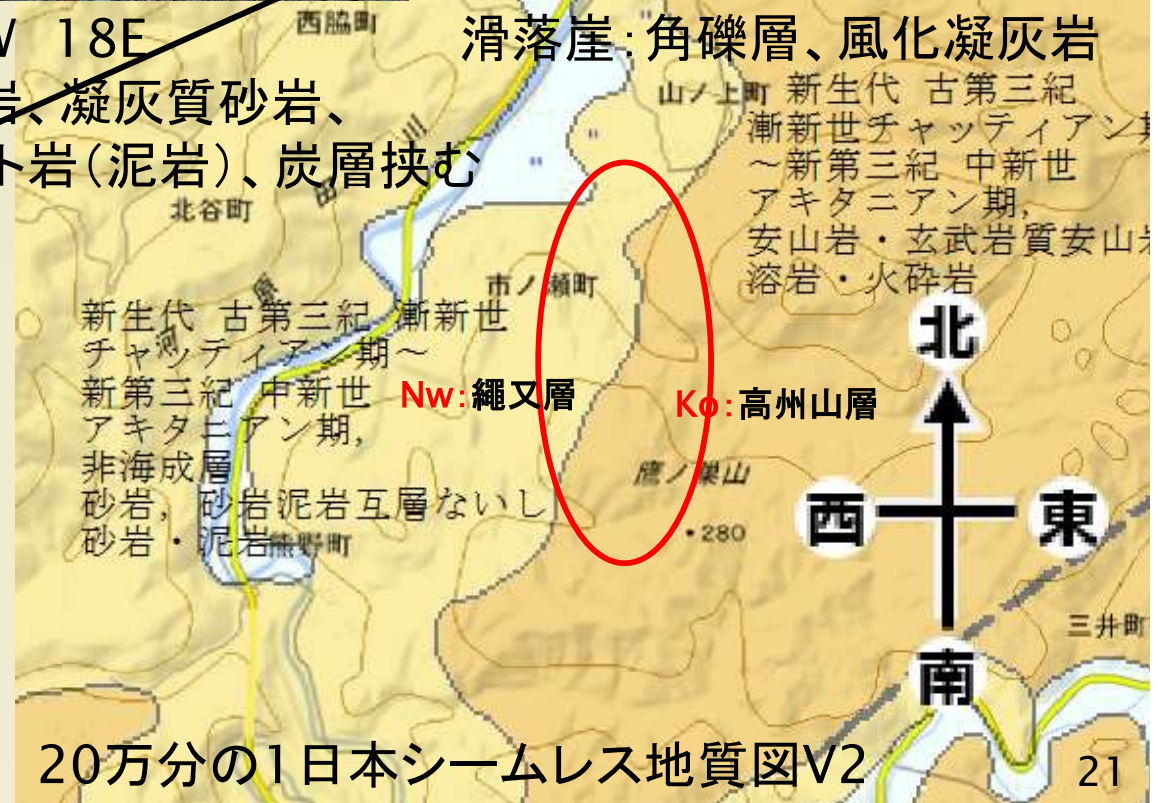 W 18E
滑落崖:角礫層、風化凝灰岩
岩、凝灰質砂岩、
ト岩(泥岩)、炭層挟む
西脇町
山ノ上町
北谷町
市ノ瀬町
新生代 古第三紀
漸新世チャッティアン期
～新第三紀 中新世
アキタニアン期,
安山岩・玄武岩質安山岩
溶岩・火砕岩
新生代 古第三紀 漸新世
チャッティアン期～
新第三紀 中新世
アキタニアン期,
非海成層
砂岩, 砂岩泥岩互層ないし
砂岩・泥岩
河原田川
Nw:縄又層
Ko:高州山層
鷹ノ巣山
・280
熊野町
三井町
北
西
東
南
20万分の1日本シームレス地質図V2
21